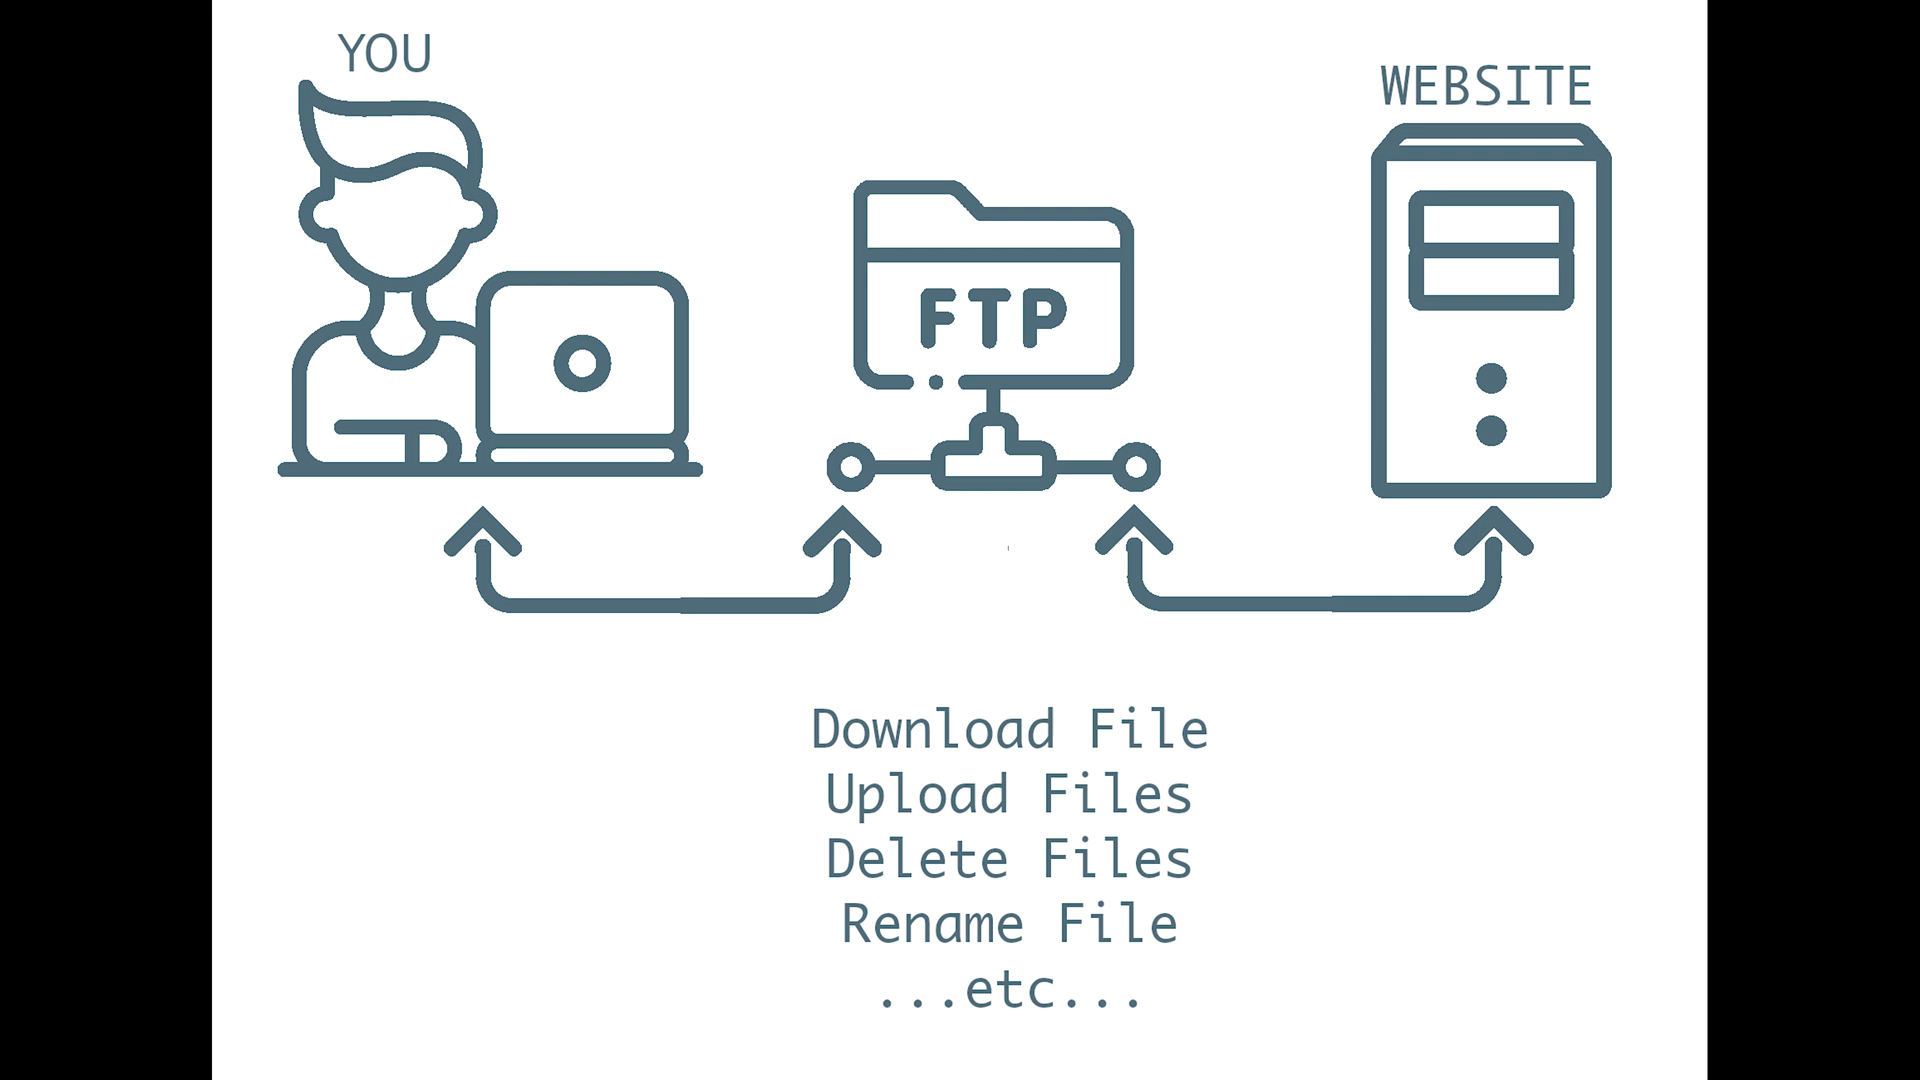 YOU
WEBSITE
FTP
Download File
Upload Files
Delete Files
Rename File
...etc...